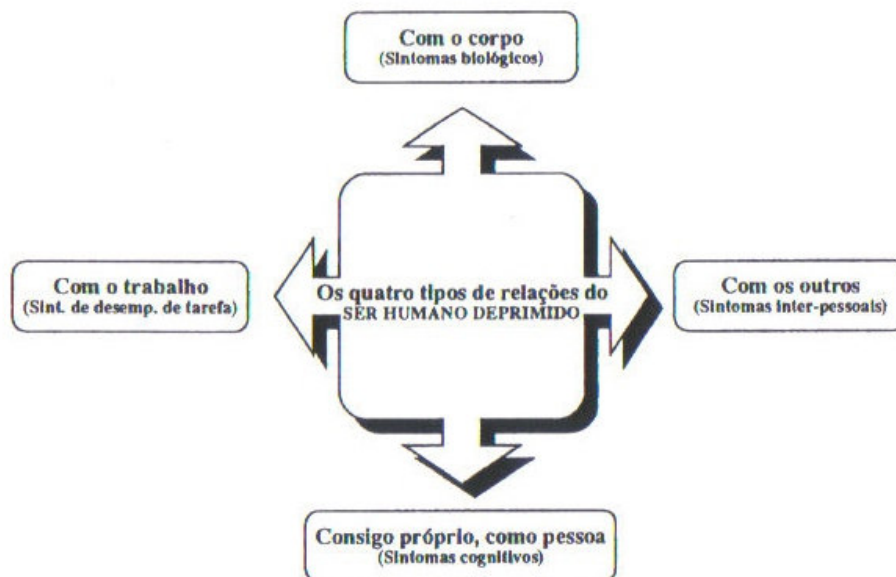 Com o corpo
(Sintomas biológicos)
Com o trabalho
(Sint. de desemp. de tarefa)
Os quatro tipos de relações do
SER HUMANO DEPRIMIDO
Com os outros
(Sintomas inter-pessoais)
Consigo próprio, como pessoa
(Sintomas cognitivos)